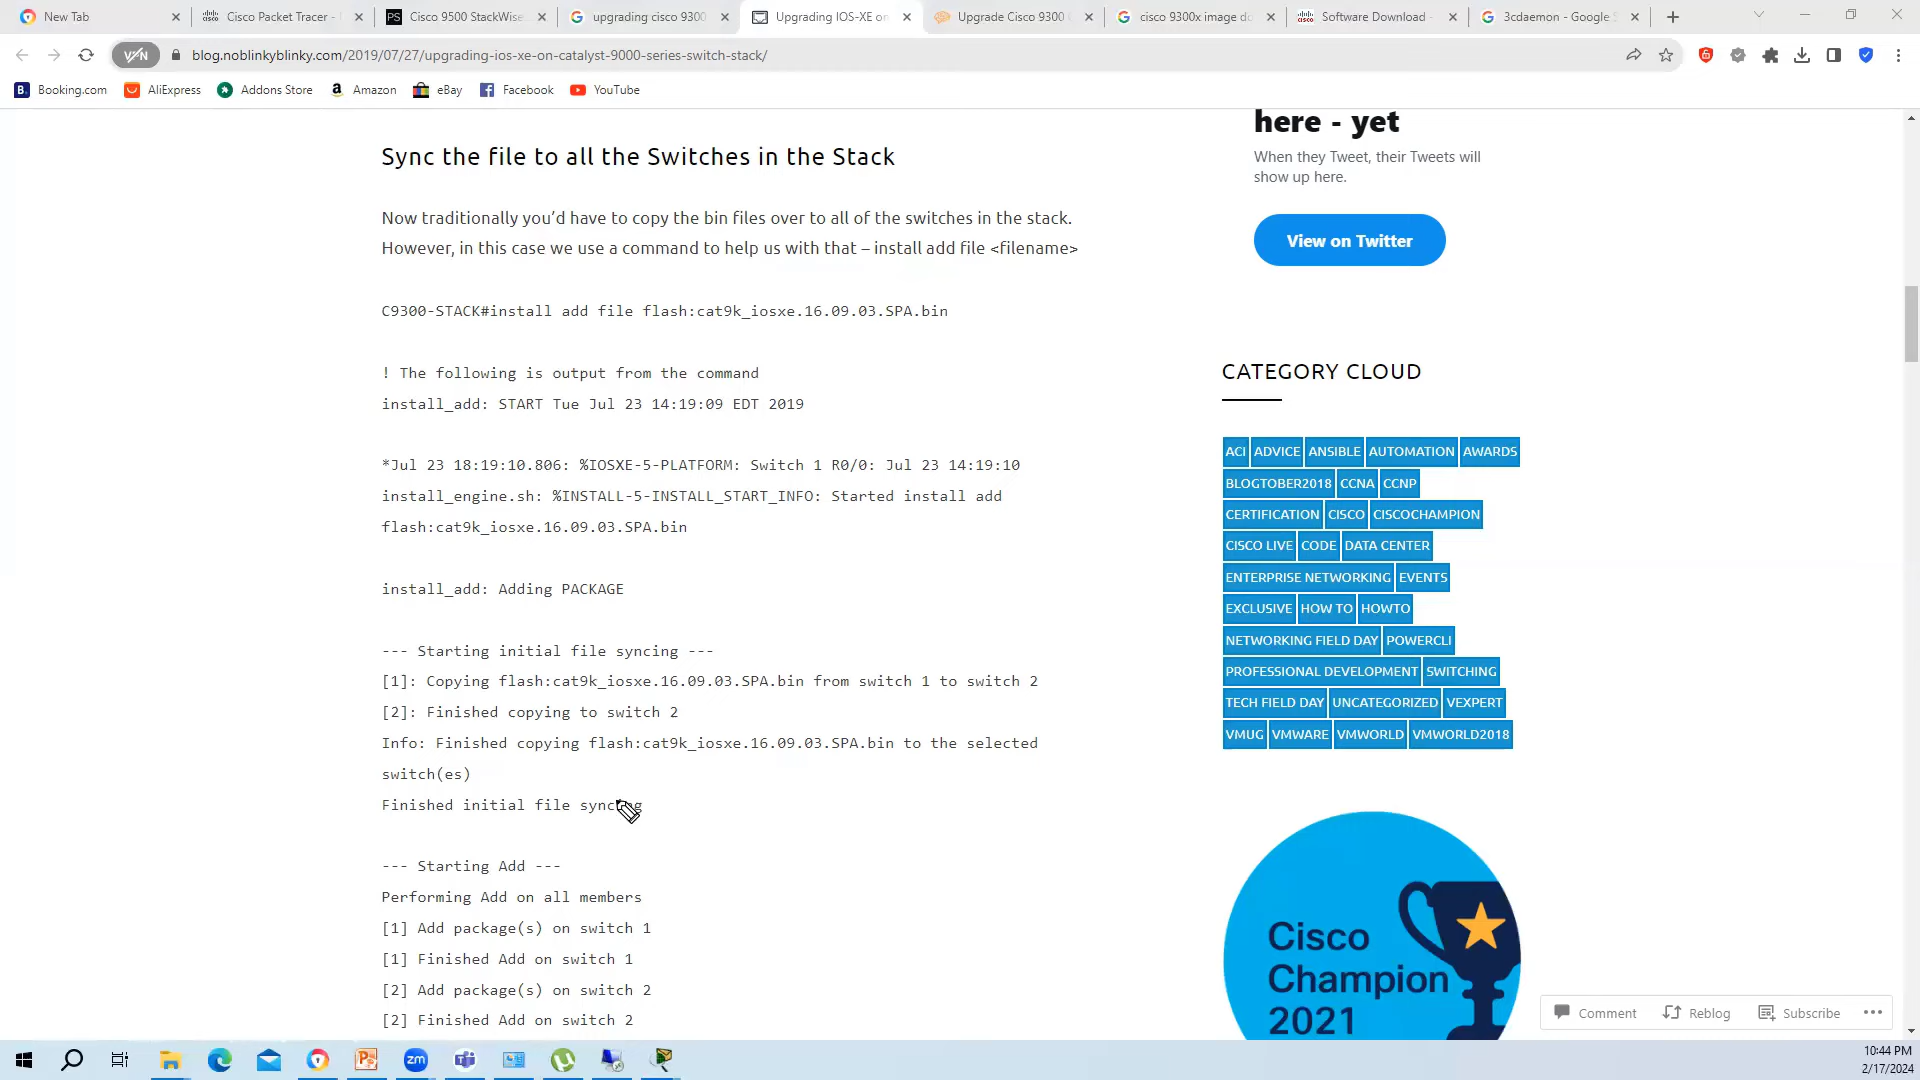 New Tab
Cisco Packet Tracer -
Cisco 9500 StackWise
upgrading cisco 9300
Upgrading IOS-XE on
Upgrade Cisco 9300
cisco 9300x image do
Software Download -
3cdaemon - Google S
VPN
blog.noblinkyblinky.com/2019/07/27/upgrading-ios-xe-on-catalyst-9000-series-switch-stack/
Booking.com
AliExpress
Addons Store
Amazon
eBay
Facebook
YouTube
Sync the file to all the Switches in the Stack
Now traditionally you’d have to copy the bin files over to all of the switches in the stack.
However, in this case we use a command to help us with that – install add file <filename>
C9300-STACK#install add file flash:cat9k_iosxe.16.09.03.SPA.bin
! The following is output from the command
install_add: START Tue Jul 23 14:19:09 EDT 2019
*Jul 23 18:19:10.806: %IOSXE-5-PLATFORM: Switch 1 R0/0: Jul 23 14:19:10
install_engine.sh: %INSTALL-5-INSTALL_START_INFO: Started install add
flash:cat9k_iosxe.16.09.03.SPA.bin
install_add: Adding PACKAGE
--- Starting initial file syncing ---
[1]: Copying flash:cat9k_iosxe.16.09.03.SPA.bin from switch 1 to switch 2
[2]: Finished copying to switch 2
Info: Finished copying flash:cat9k_iosxe.16.09.03.SPA.bin to the selected
switch(es)
Finished initial file syncing
--- Starting Add ---
Performing Add on all members
[1] Add package(s) on switch 1
[1] Finished Add on switch 1
[2] Add package(s) on switch 2
[2] Finished Add on switch 2
here - yet
When they Tweet, their Tweets will
show up here.
View on Twitter
CATEGORY CLOUD
ACI ADVICE ANSIBLE AUTOMATION AWARDS
BLOGTOBER2018 CCNA CCNP
CERTIFICATION CISCO CISCOCHAMPION
CISCO LIVE CODE DATA CENTER
ENTERPRISE NETWORKING EVENTS
EXCLUSIVE HOW TO HOWTO
NETWORKING FIELD DAY POWERCLI
PROFESSIONAL DEVELOPMENT SWITCHING
TECH FIELD DAY UNCATEGORIZED VEXPERT
VMUG VMWARE VMWORLD VMWORLD2018
Cisco
Champion
2021
Comment
Reblog
Subscribe
10:44 PM
2/17/2024